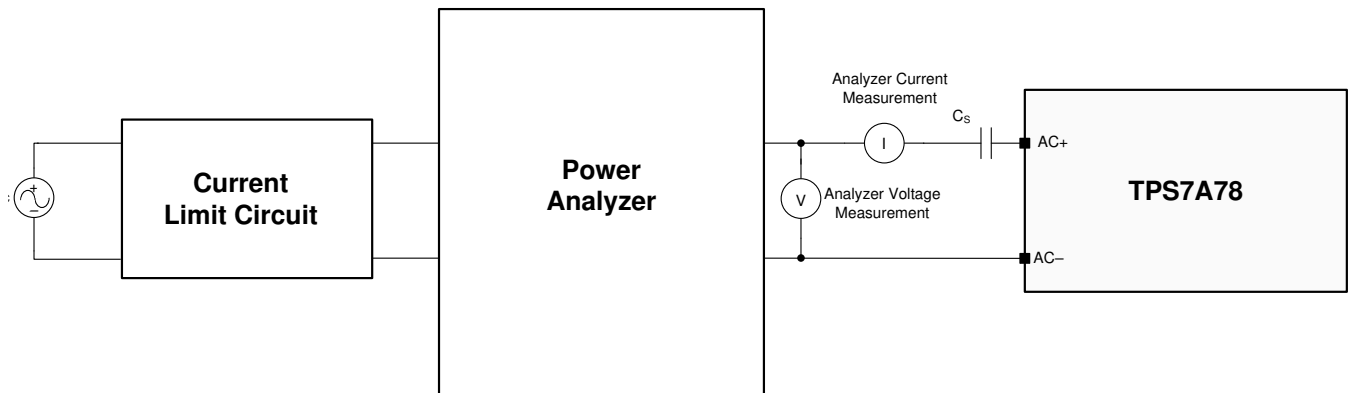 Current
Limit Circuit
Power
Analyzer
Analyzer Current
Measurement
I
CS
V
Analyzer Voltage
Measurement
AC+
AC–
TPS7A78